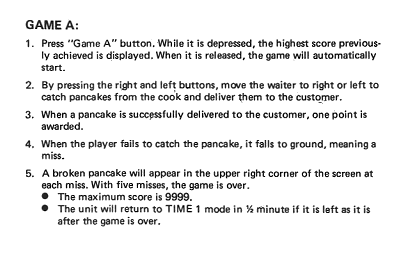 GAME A:
1. Press "Game A" button. While it is depressed, the highest score previous-
ly achieved is displayed. When it is released, the game will automatically
start.
2. By pressing the right and left buttons, move the waiter to right or left to
catch pancakes from the cook and deliver them to the customer.
3. When a pancake is successfully delivered to the customer, one point is
awarded.
4. When the player fails to catch the pancake, it falls to ground, meaning a
miss.
5. A broken pancake will appear in the upper right corner of the screen at
each miss. With five misses, the game is over.
● The maximum score is 9999.
● The unit will return to TIME 1 mode in ½ minute if it is left as it is
after the game is over.